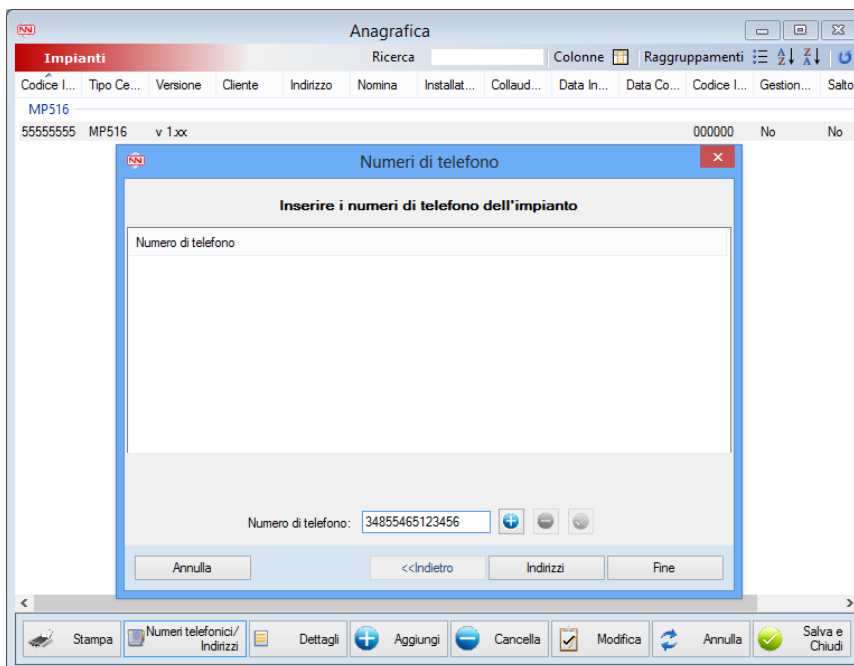 Anagrafica
Impianti Ricerca Colonne Raggruppamenti
Codice I... Tipo Ce... Versione Cliente Indirizzo Nomina Installat... Collaud... Data In... Data Co... Codice I... Gestion... Salto
MP516
55555555 MP516 v 1.xx 000000 No No
Numeri di telefono
Inserire i numeri di telefono dell'impianto
Numero di telefono
Numero di telefono: 34855465123456
Annulla <<Indietro Indirizzi Fine
Stampa Numeri telefonici/ Dettagli Aggiungi Cancella Modifica Annulla Salva e
Indirizzi Chiudi